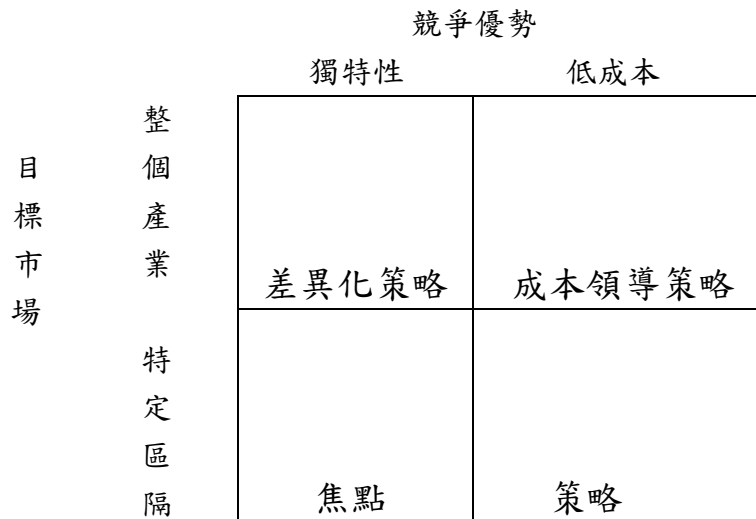 競爭優勢
獨特性 低成本
目標市場
整個產業
差異化策略 成本領導策略
特定區隔
焦點 策略